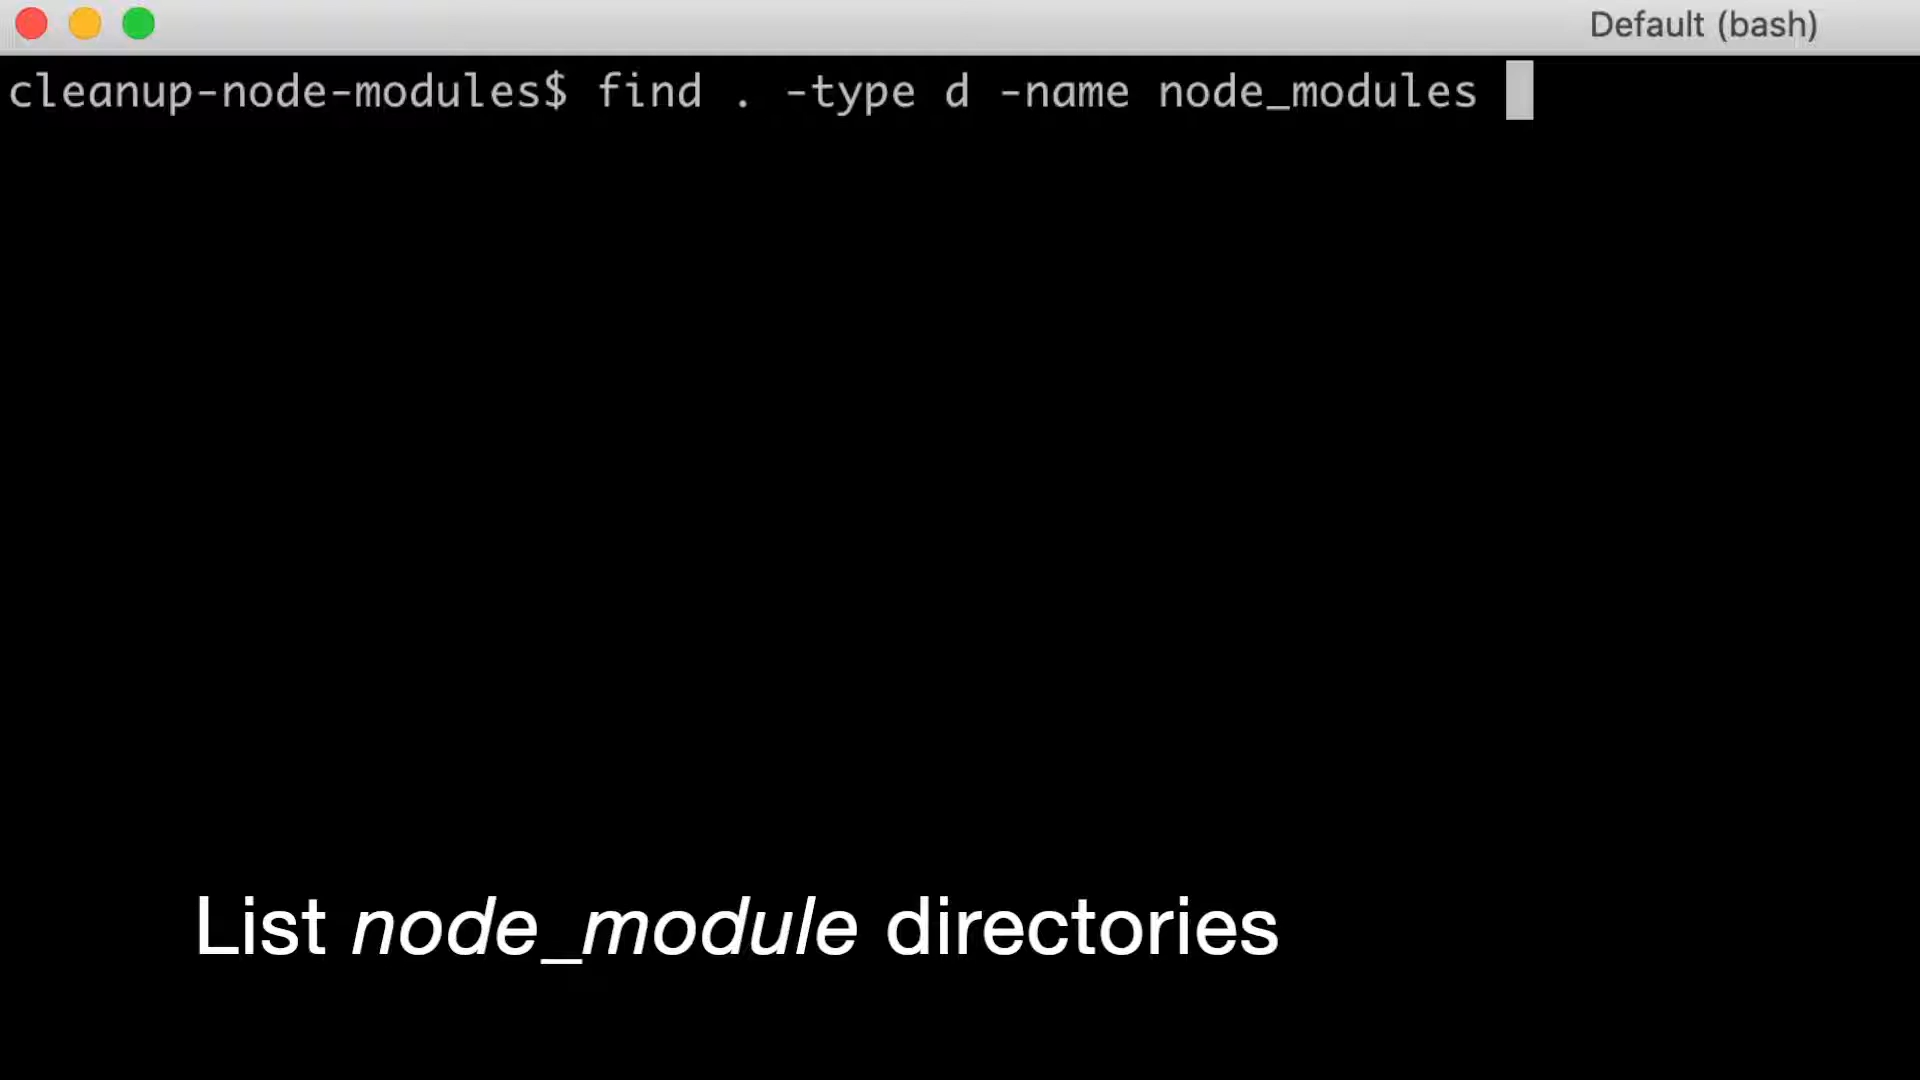 Default (bash)
cleanup-node-modules$ find . -type d -name node_modules
List node_module directories